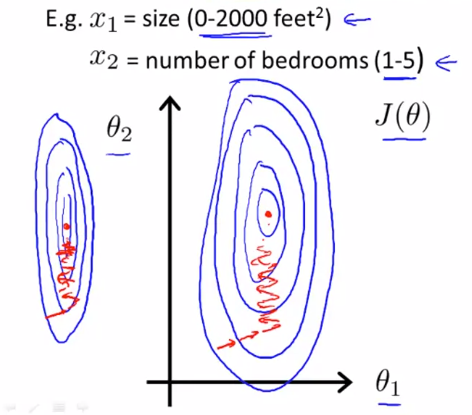 E.g. x₁ = size (0-2000 feet²)
x₂ = number of bedrooms (1-5)
θ₂
J(θ)
θ₁